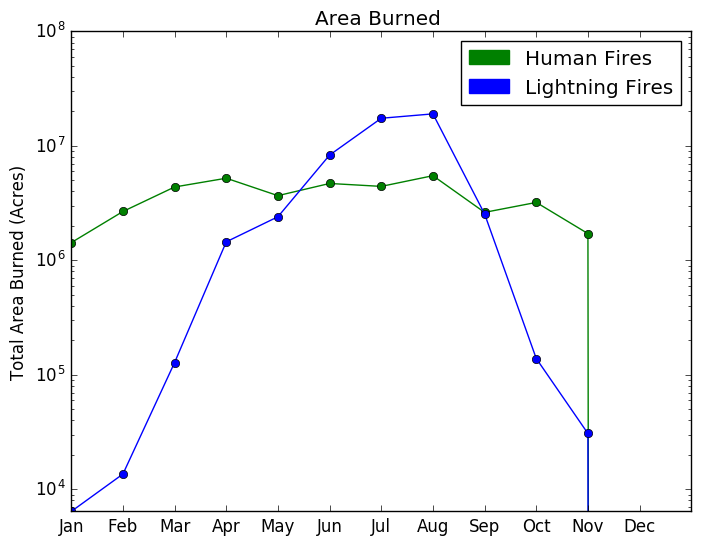 Area Burned
Human Fires
Lightning Fires
Total Area Burned (Acres)
10^8
10^7
10^6
10^5
10^4
Jan Feb Mar Apr May Jun Jul Aug Sep Oct Nov Dec